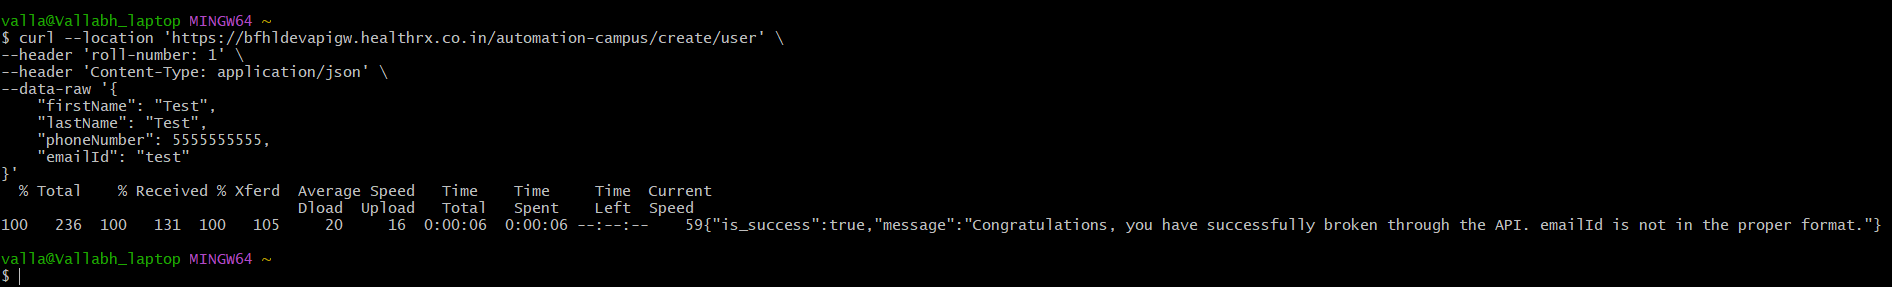 valla@Vallabh_laptop MINGW64 ~
$ curl --location 'https://bfhldevapigw.healthrx.co.in/automation-campus/create/user' \
--header 'roll-number: 1' \
--header 'Content-Type: application/json' \
--data-raw '{
    "firstName": "Test",
    "lastName": "Test",
    "phoneNumber": 5555555555,
    "emailId": "test"
}'
  % Total    % Received % Xferd  Average Speed   Time    Time     Time  Current
                                 Dload  Upload   Total   Spent    Left  Speed
100   236  100   131  100   105     20     16  0:00:06  0:00:06 --:--:--    59{"is_success":true,"message":"Congratulations, you have successfully broken through the API. emailId is not in the proper format."}
valla@Vallabh_laptop MINGW64 ~
$